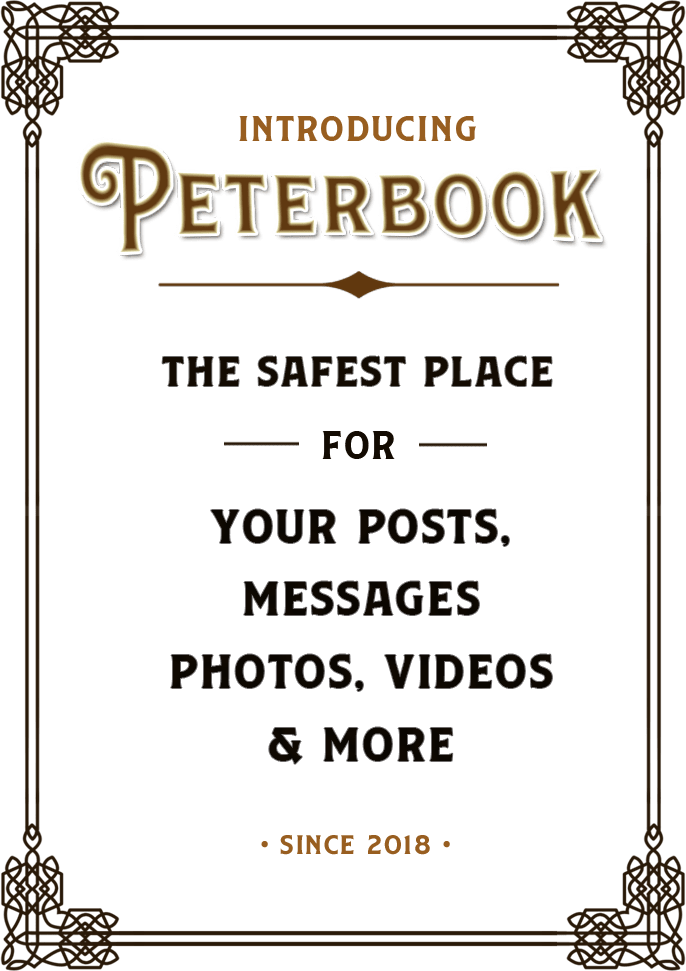 INTRODUCING
PETERBOOK
THE SAFEST PLACE
FOR
YOUR POSTS,
MESSAGES
PHOTOS, VIDEOS
& MORE
• SINCE 2018 •